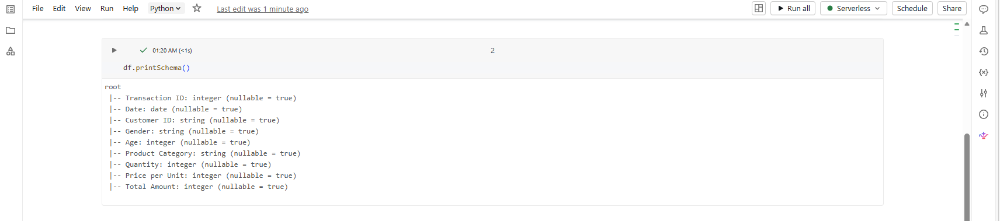 File Edit View Run Help Python Last edit was 1 minute ago Run all Serverless Schedule Share
01:20 AM (<1s) 2
df.printSchema()
root
|-- Transaction ID: integer (nullable = true)
|-- Date: date (nullable = true)
|-- Customer ID: string (nullable = true)
|-- Gender: string (nullable = true)
|-- Age: integer (nullable = true)
|-- Product Category: string (nullable = true)
|-- Quantity: integer (nullable = true)
|-- Price per Unit: integer (nullable = true)
|-- Total Amount: integer (nullable = true)